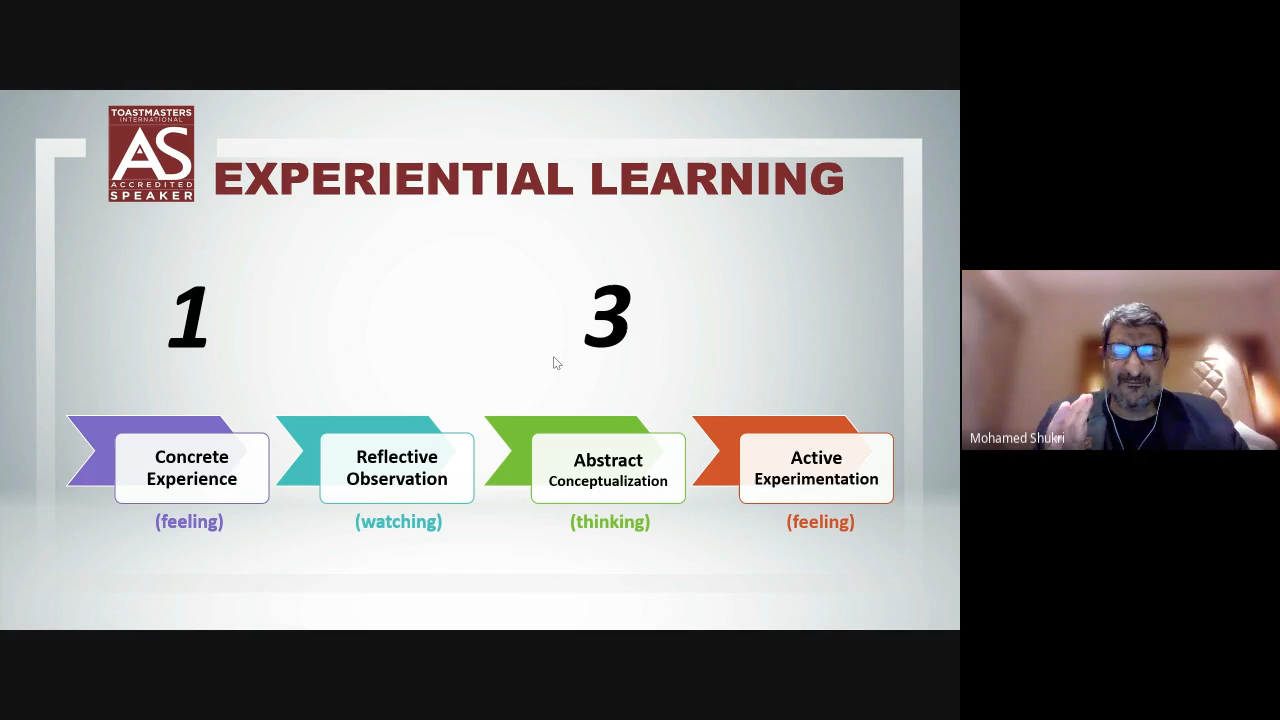 TOASTMASTERS
INTERNATIONAL
AS
ACCREDITED
SPEAKER
EXPERIENTIAL LEARNING
1
3
Concrete
Experience
(feeling)
Reflective
Observation
(watching)
Abstract
Conceptualization
(thinking)
Active
Experimentation
(feeling)
Mohamed Shukri